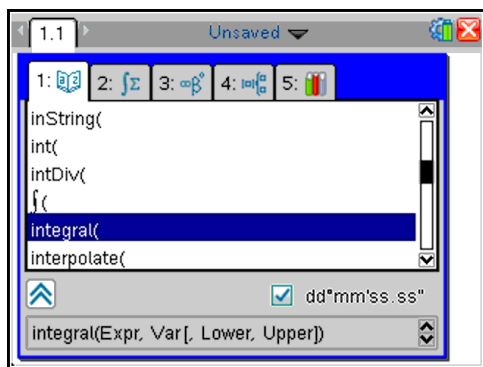 1.1 Unsaved
1: 2: ∫Σ 3: ∞β° 4: 5:
inString(
int(
intDiv(
∫(
integral(
interpolate(
dd°mm'ss.ss"
integral(Expr, Var[, Lower, Upper])